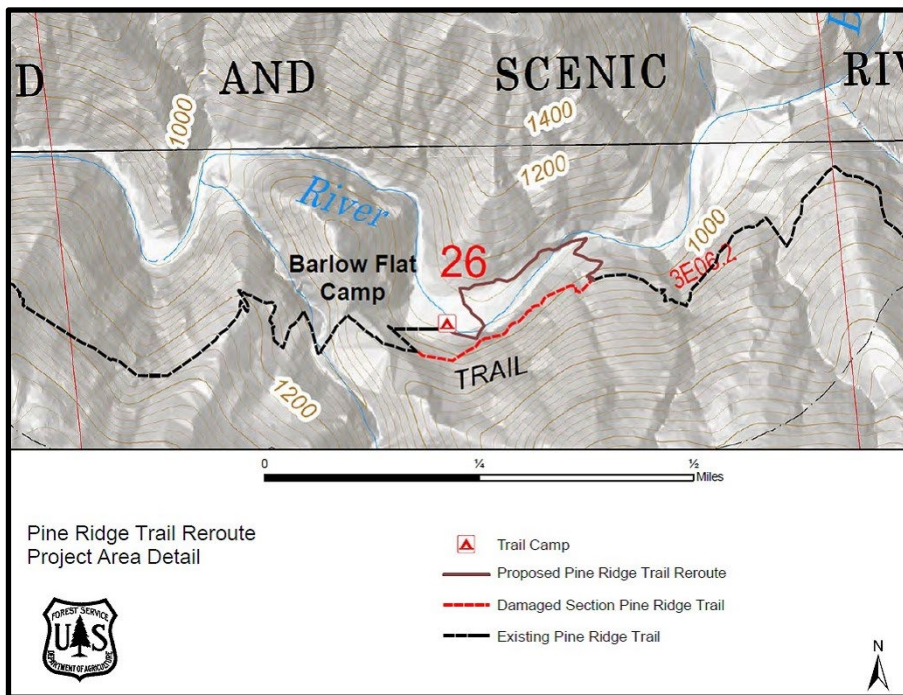 B
D AND SCENIC RIV
1000
1400
1200
River
1000
26
3E06.2
Barlow Flat
Camp
TRAIL
1200
0 ¼ ½
Miles
Pine Ridge Trail Reroute
Project Area Detail
Trail Camp
Proposed Pine Ridge Trail Reroute
Damaged Section Pine Ridge Trail
Existing Pine Ridge Trail
FOREST SERVICE
U S
DEPARTMENT OF AGRICULTURE
N